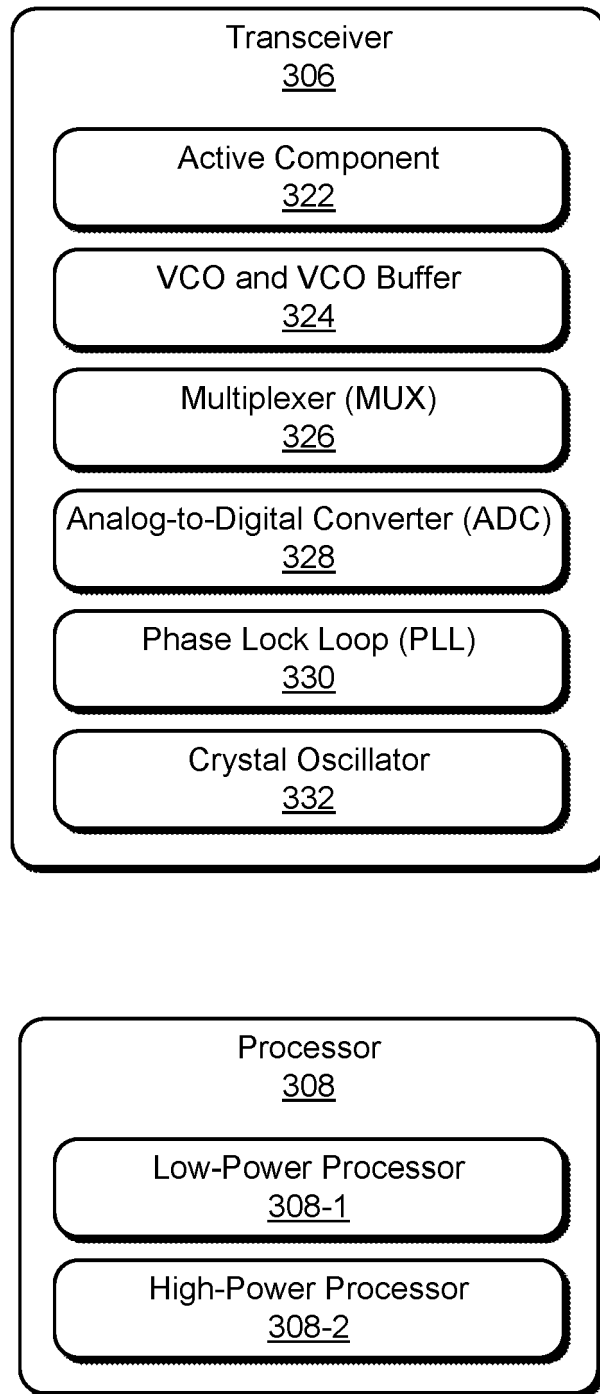 Transceiver
306
Active Component
322
VCO and VCO Buffer
324
Multiplexer (MUX)
326
Analog-to-Digital Converter (ADC)
328
Phase Lock Loop (PLL)
330
Crystal Oscillator
332
Processor
308
Low-Power Processor
308-1
High-Power Processor
308-2